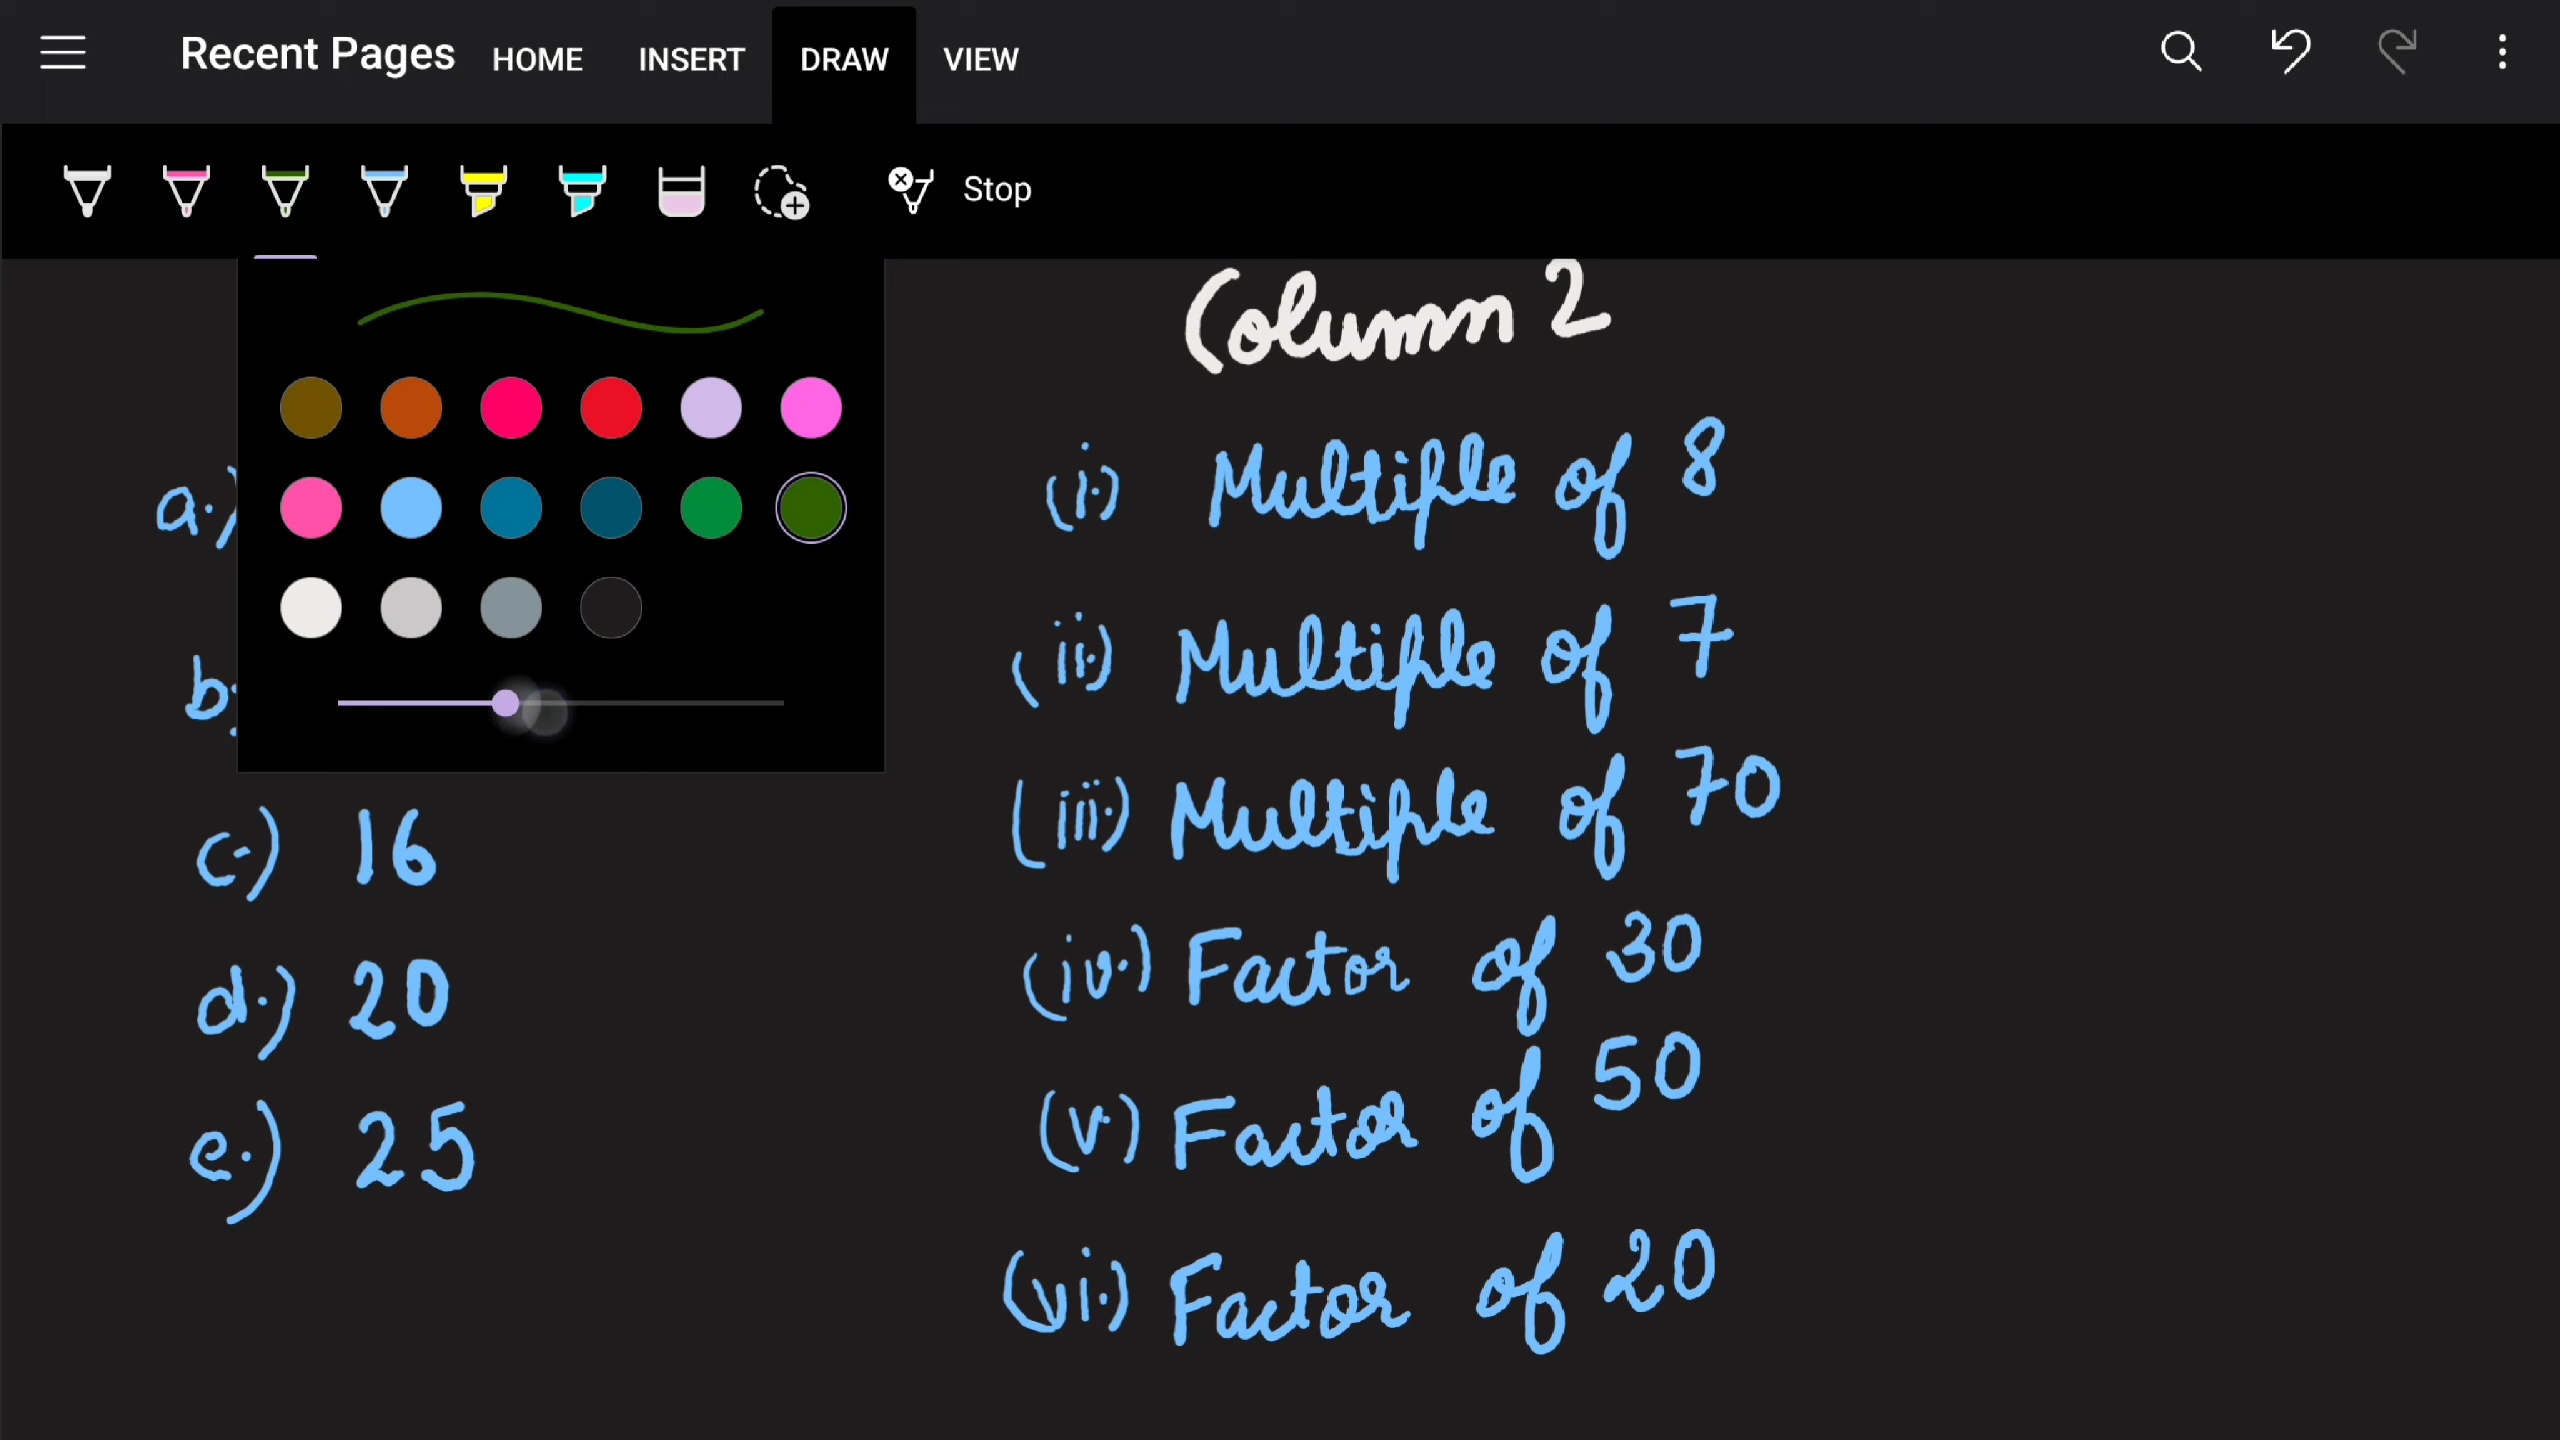 Recent Pages HOME INSERT DRAW VIEW
Stop
Column 2
a.)
b.
c.) 16
d.) 20
e.) 25
(i.) Multiple of 8
(ii.) Multiple of 7
(iii.) Multiple of 70
(iv.) Factor of 30
(v.) Factor of 50
(vi.) Factor of 20